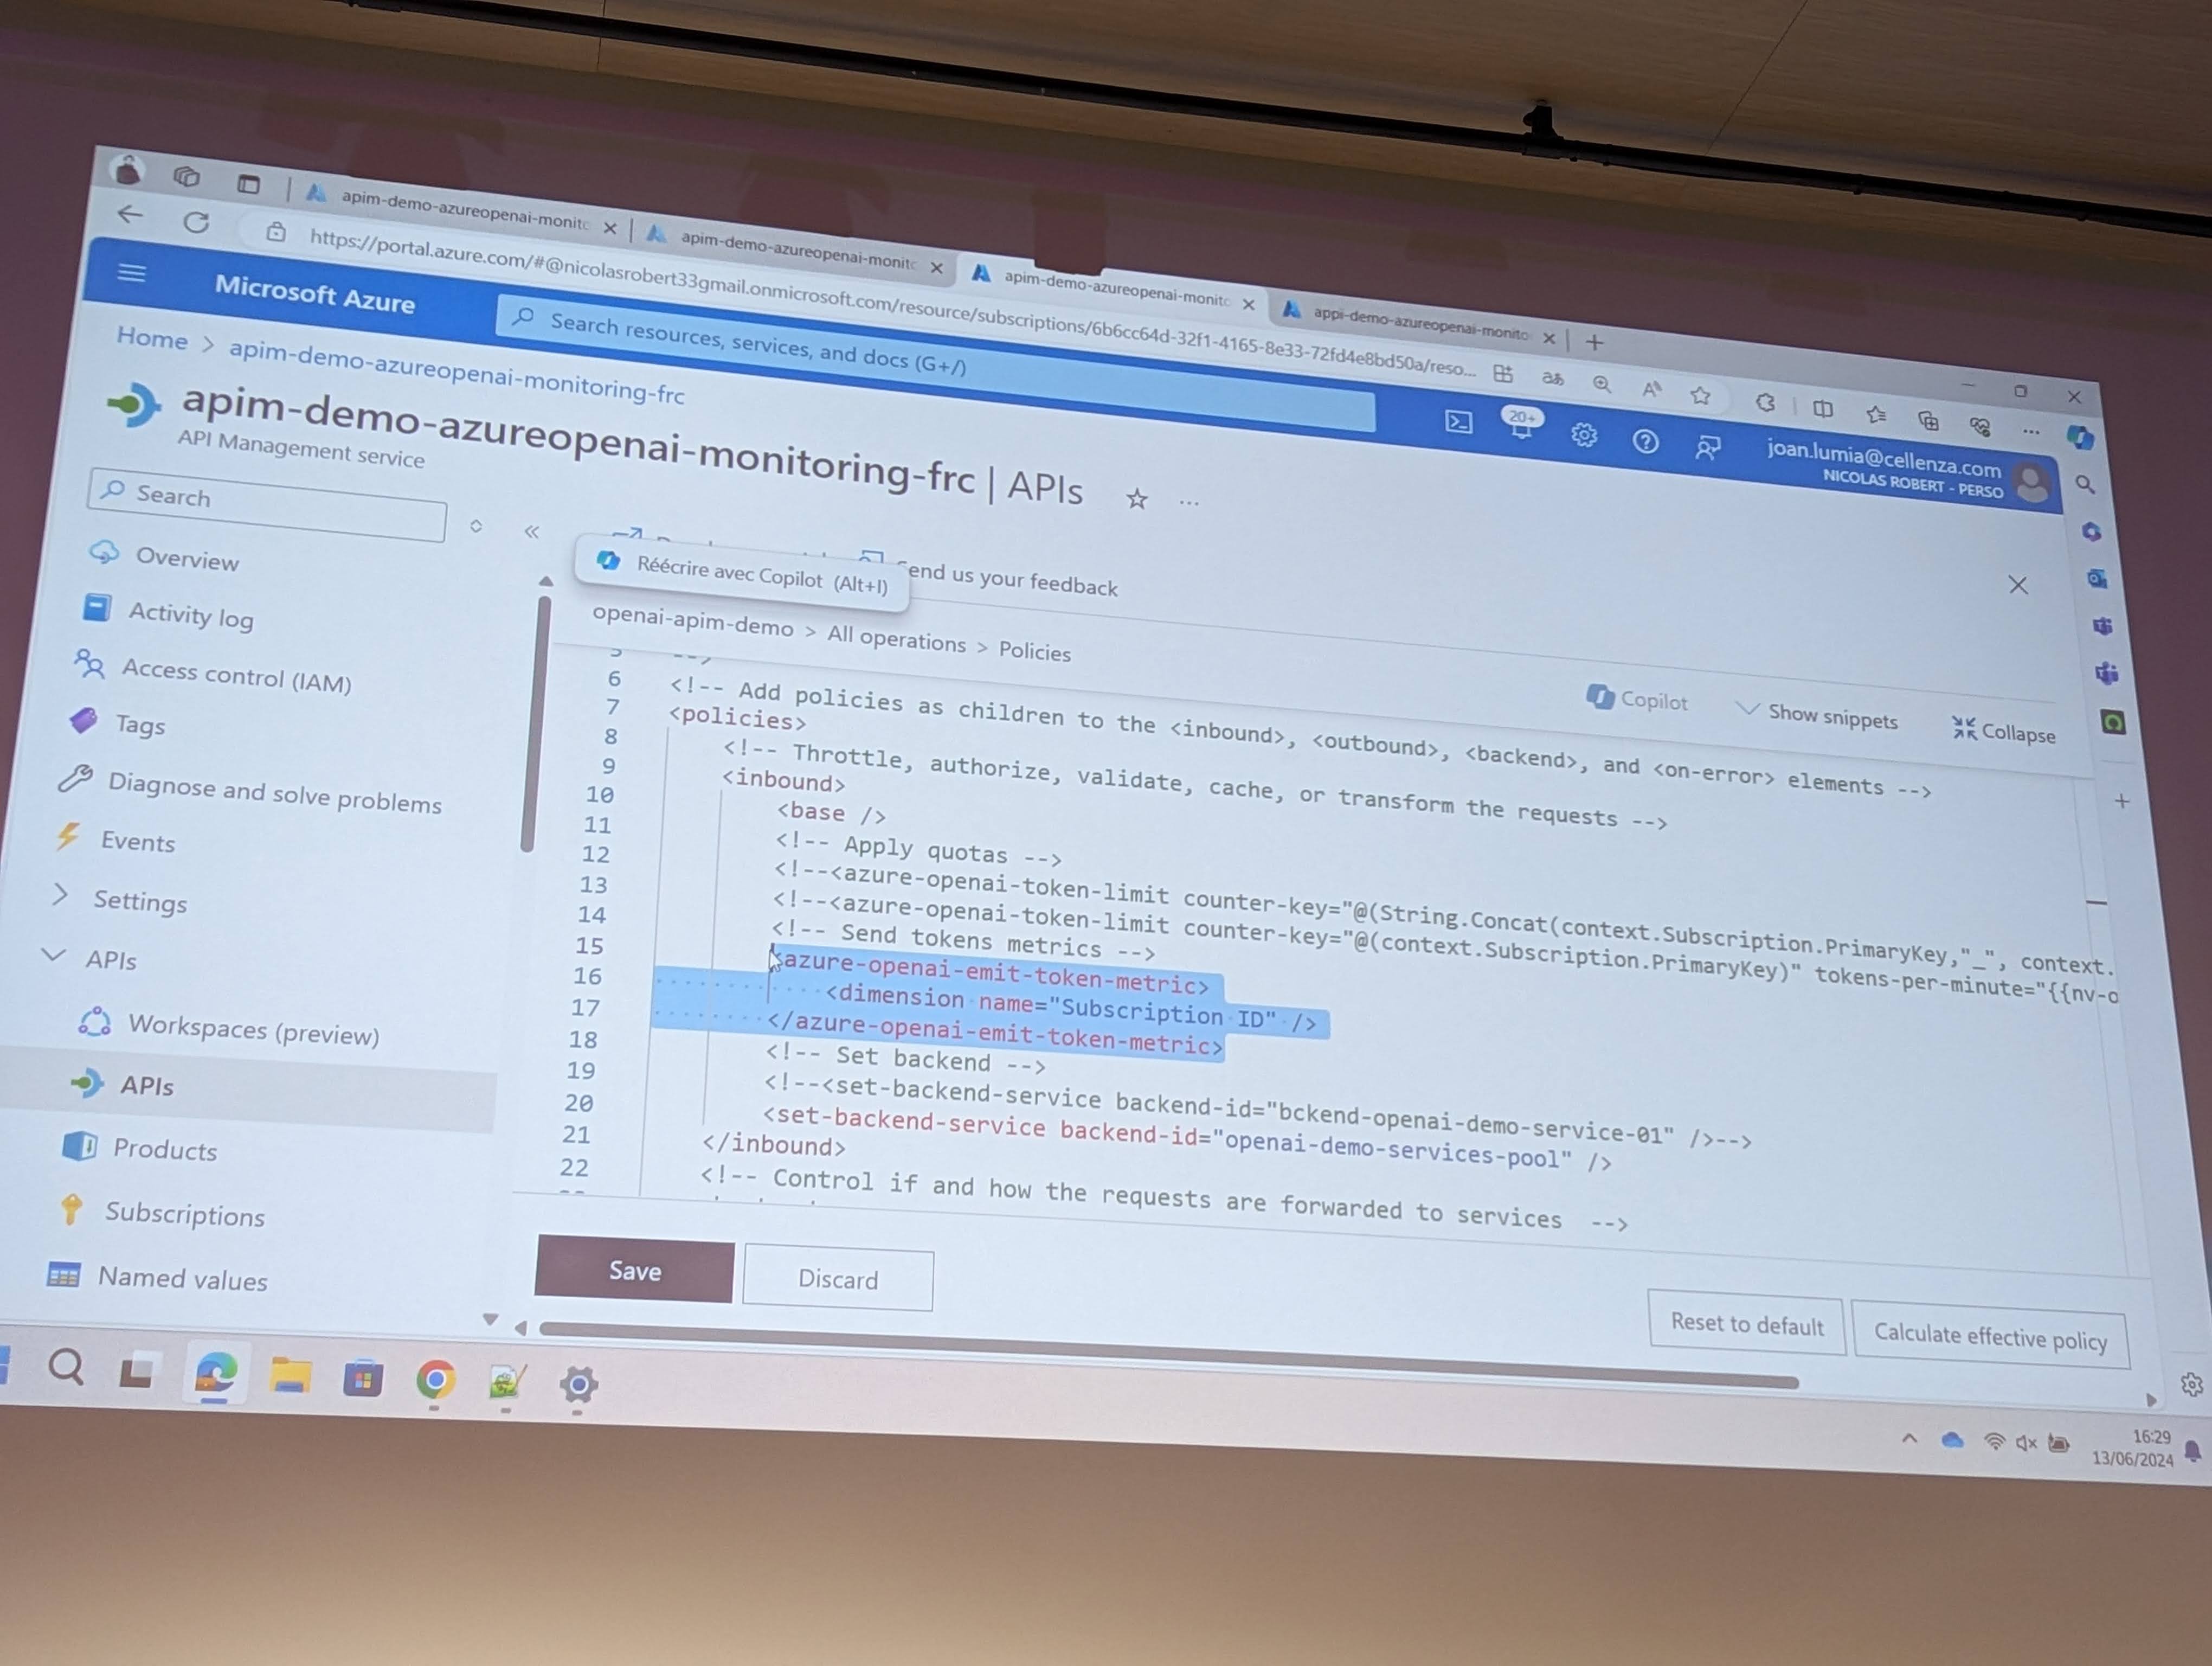 apim-demo-azureopenai-monito
apim-demo-azureopenai-monito
apim-demo-azureopenai-monito
appi-demo-azureopenai-monito
https://portal.azure.com/#@nicolasrobert33gmail.onmicrosoft.com/resource/subscriptions/6b6cc64d-32f1-4165-8e33-72fd4e8bd50a/reso...
Microsoft Azure
Search resources, services, and docs (G+/)
20+
joan.lumia@cellenza.com
NICOLAS ROBERT - PERSO
Home > apim-demo-azureopenai-monitoring-frc
apim-demo-azureopenai-monitoring-frc | APIs
API Management service
Search
Overview
Activity log
Access control (IAM)
Tags
Diagnose and solve problems
Events
Settings
APIs
Workspaces (preview)
APIs
Products
Subscriptions
Named values
Réécrire avec Copilot (Alt+I)
end us your feedback
openai-apim-demo > All operations > Policies
Copilot
Show snippets
Collapse
-->
6 <!-- Add policies as children to the <inbound>, <outbound>, <backend>, and <on-error> elements -->
7 <policies>
8 <!-- Throttle, authorize, validate, cache, or transform the requests -->
9 <inbound>
10 <base />
11 <!-- Apply quotas -->
12 <!--<azure-openai-token-limit counter-key="@(String.Concat(context.Subscription.PrimaryKey,"_", context.
13 <!--<azure-openai-token-limit counter-key="@(context.Subscription.PrimaryKey)" tokens-per-minute="{{nv-o
14 <!-- Send tokens metrics -->
15 <azure-openai-emit-token-metric>
16 <dimension name="Subscription ID" />
17 </azure-openai-emit-token-metric>
18 <!-- Set backend -->
19 <!--<set-backend-service backend-id="bckend-openai-demo-service-01" />-->
20 <set-backend-service backend-id="openai-demo-services-pool" />
21 </inbound>
22 <!-- Control if and how the requests are forwarded to services -->
Save
Discard
Reset to default
Calculate effective policy
16:29
13/06/2024